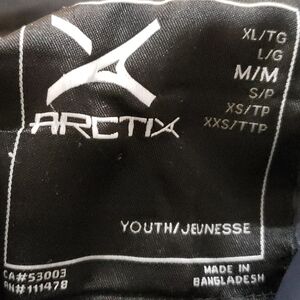 XL/TG
L/G
M/M
S/P
XS/TP
XXS/TTP
ARCTIX
YOUTH/JEUNESSE
CA#53003
RN#111478
MADE IN
BANGLADESH